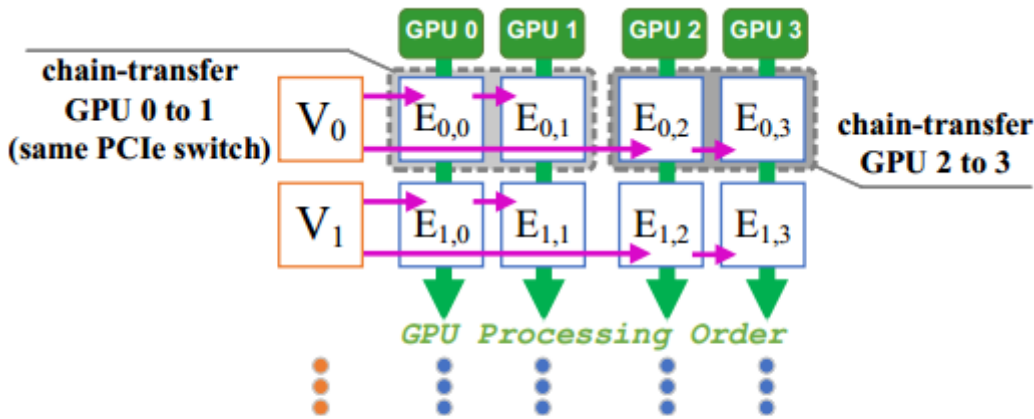 GPU 0 GPU 1 GPU 2 GPU 3
chain-transfer
GPU 0 to 1
(same PCIe switch)
V0 E0,0 E0,1 E0,2 E0,3
chain-transfer
GPU 2 to 3
V1 E1,0 E1,1 E1,2 E1,3
GPU Processing Order